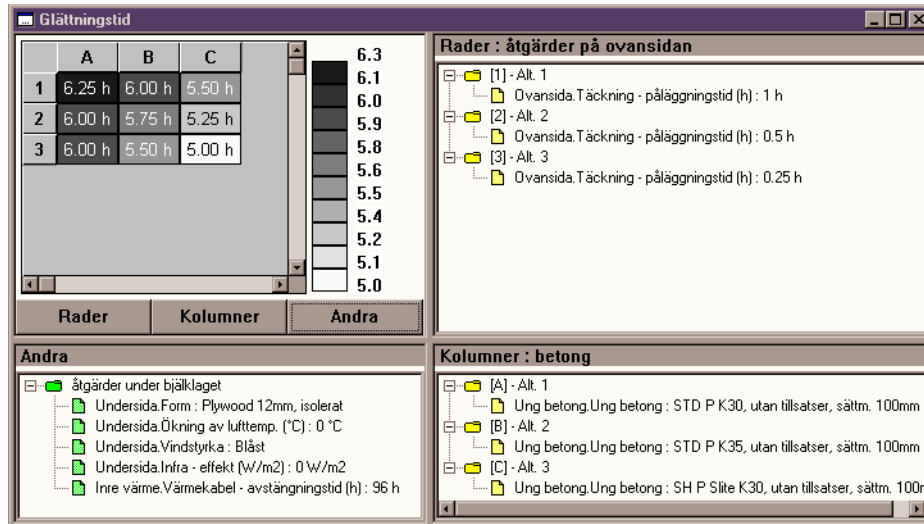 Glättningstid
A B C
1 6.25 h 6.00 h 5.50 h
2 6.00 h 5.75 h 5.25 h
3 6.00 h 5.50 h 5.00 h
6.3
6.1
6.0
5.9
5.8
5.6
5.5
5.4
5.2
5.1
5.0
Rader Kolumner Andra
Rader : åtgärder på ovansidan
[1] - Alt. 1
Ovansida.Täckning - påläggningstid (h) : 1 h
[2] - Alt. 2
Ovansida.Täckning - påläggningstid (h) : 0.5 h
[3] - Alt. 3
Ovansida.Täckning - påläggningstid (h) : 0.25 h
Andra
åtgärder under bjälklaget
Undersida.Form : Plywood 12mm, isolerat
Undersida.Ökning av lufttemp. (°C) : 0 °C
Undersida.Vindstyrka : Blåst
Undersida.Infra - effekt (W/m2) : 0 W/m2
Inre värme.Värmekabel - avstängningstid (h) : 96 h
Kolumner : betong
[A] - Alt. 1
Ung betong.Ung betong : STD P K30, utan tillsatser, sättm. 100mm
[B] - Alt. 2
Ung betong.Ung betong : STD P K35, utan tillsatser, sättm. 100mm
[C] - Alt. 3
Ung betong.Ung betong : SH P Slite K30, utan tillsatser, sättm.